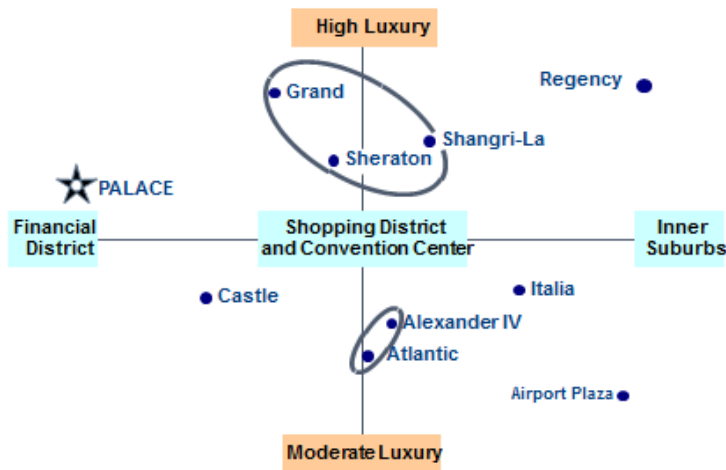 High Luxury
Grand
Regency
Shangri-La
Sheraton
PALACE
Financial
District
Shopping District
and Convention Center
Inner
Suburbs
Castle
Italia
Alexander IV
Atlantic
Airport Plaza
Moderate Luxury